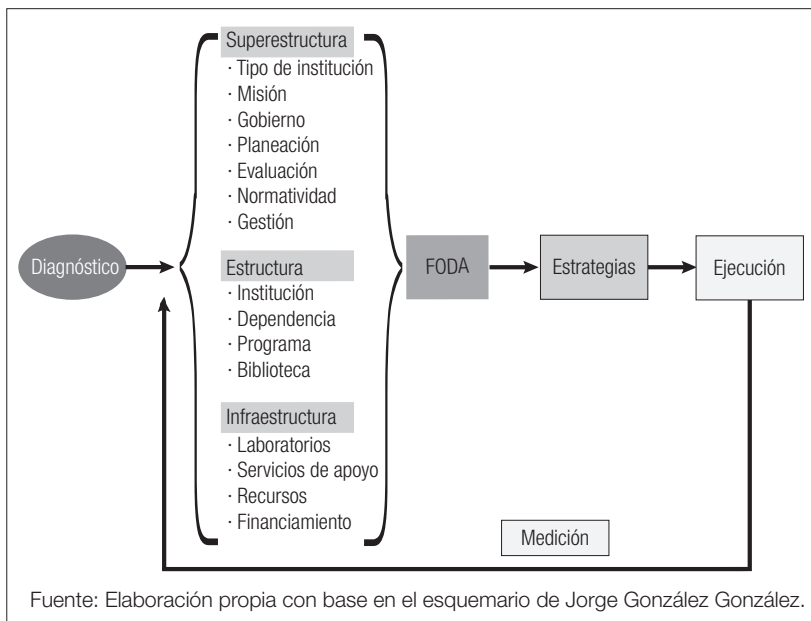 Diagnóstico
Superestructura
· Tipo de institución
· Misión
· Gobierno
· Planeación
· Evaluación
· Normatividad
· Gestión
Estructura
· Institución
· Dependencia
· Programa
· Biblioteca
Infraestructura
· Laboratorios
· Servicios de apoyo
· Recursos
· Financiamiento
FODA
Estrategias
Ejecución
Medición
Fuente: Elaboración propia con base en el esquemario de Jorge González González.